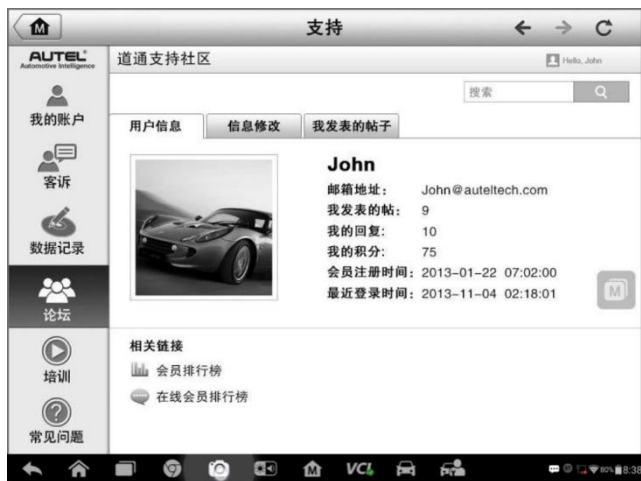 支持
AUTEL
Automotive Intelligence
道通支持社区
Hello, John
搜索
我的账户
客诉
数据记录
论坛
培训
常见问题
用户信息 信息修改 我发表的帖子
John
邮箱地址： John@auteltech.com
我发表的帖： 9
我的回复： 10
我的积分： 75
会员注册时间：2013-01-22 07:02:00
最近登录时间：2013-11-04 02:18:01
M
相关链接
会员排行榜
在线会员排行榜
M
VCI
80%
8:38